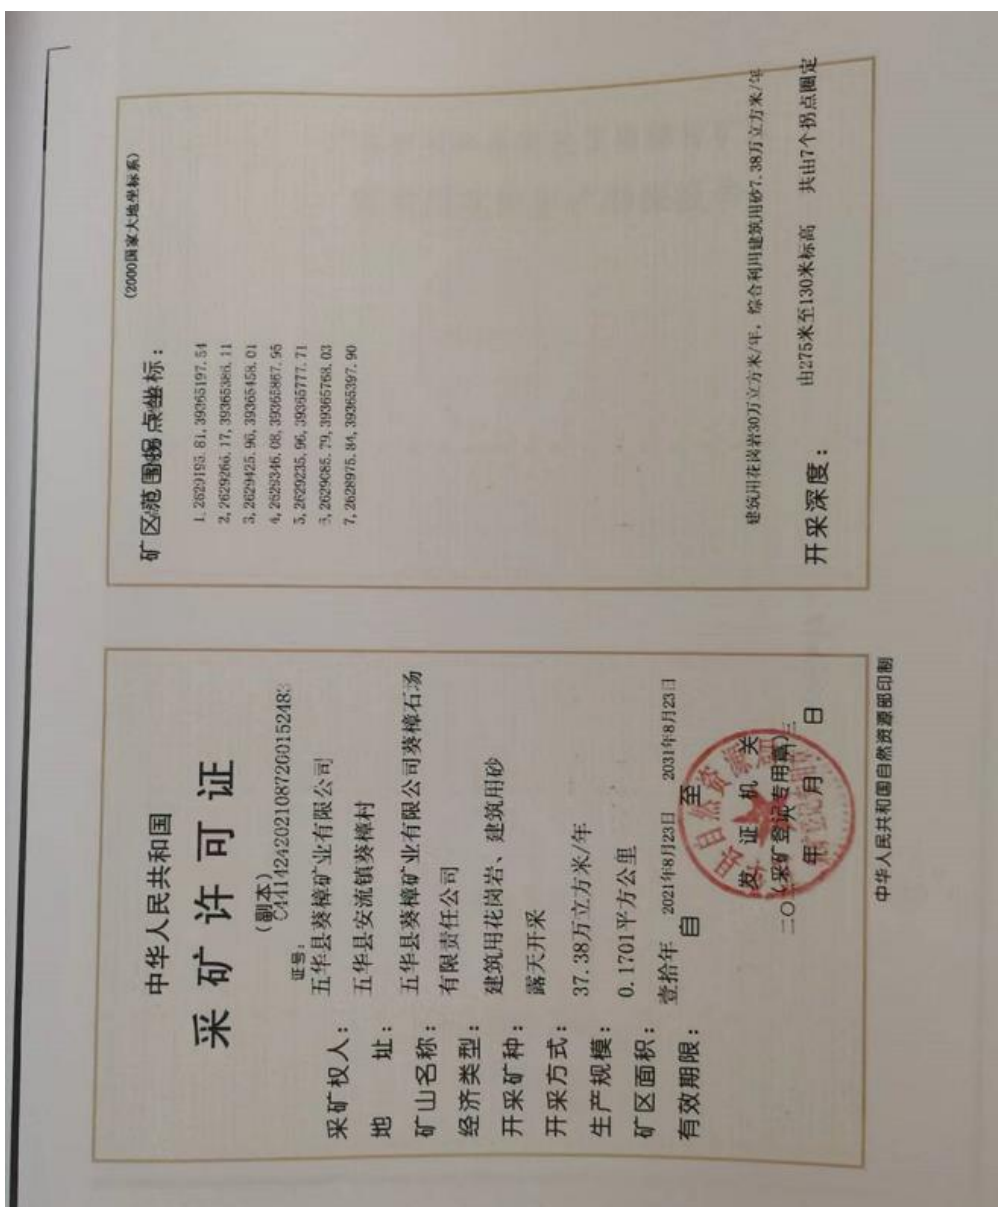 中华人民共和国
采矿许可证
(副本)
证号：C4414242021087200152483
采矿权人：五华县葵樟矿业有限公司
地 址：五华县安流镇葵樟村
矿山名称：五华县葵樟矿业有限公司葵樟石场
经济类型：有限责任公司
开采矿种：建筑用花岗岩、建筑用砂
开采方式：露天开采
生产规模：37.38万立方米/年
矿区面积：0.1701平方公里
有效期限：壹拾年 自 2021年8月23日 至 2031年8月23日
发证机关
(采矿登记专用章)
二〇 年 月 日
中华人民共和国自然资源部印制
矿区范围拐点坐标：
(2000国家大地坐标系)
1, 2629195.81, 39365197.54
2, 2629266.17, 39365386.11
3, 2629425.96, 39365458.01
4, 2629346.08, 39365867.95
5, 2629235.96, 39365777.71
6, 2629085.79, 39365768.03
7, 2628975.84, 39365397.90
建筑用花岗岩30万立方米/年，综合利用建筑用砂7.38万立方米/年
开采深度： 由275米至130米标高 共由7个拐点圈定